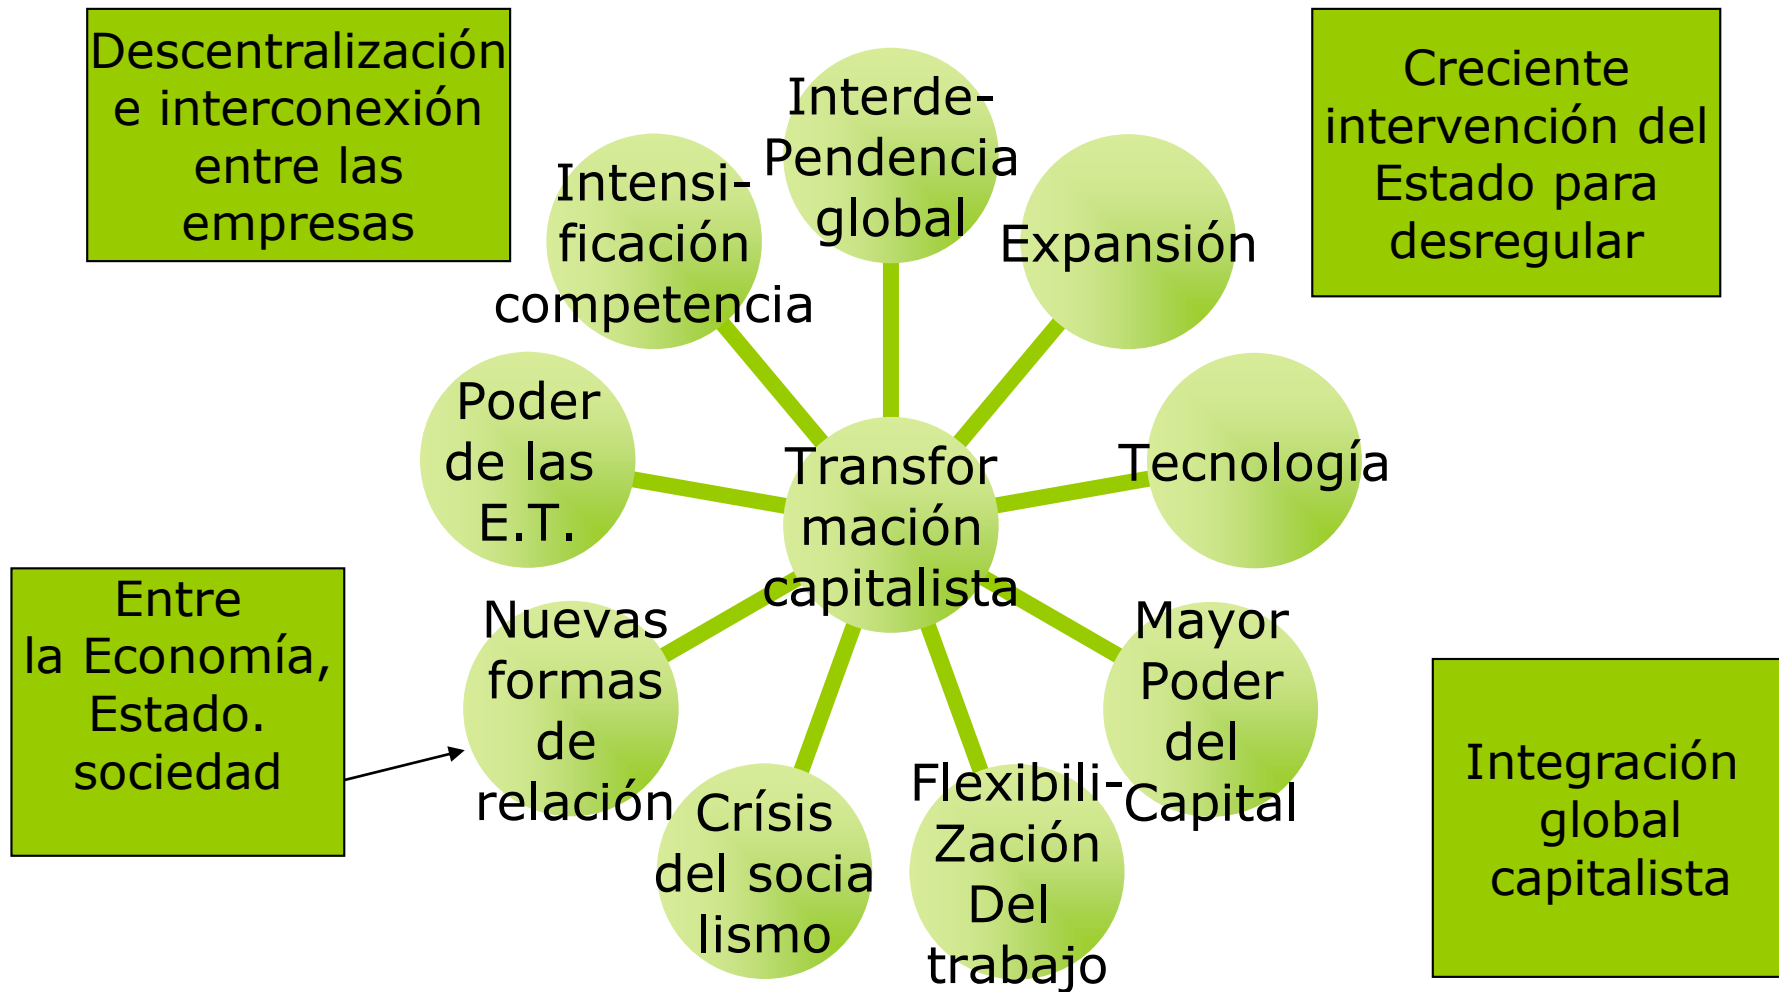 Descentralización
e interconexión
entre las
empresas
Interde-
Pendencia
global
Creciente
intervención del
Estado para
desregular
Intensi-
ficación
competencia
Expansión
Poder
de las
E.T.
Transfor
mación
capitalista
Tecnología
Entre
la Economía,
Estado.
sociedad
Nuevas
formas
de
relación
Mayor
Poder
del
Capital
Crísis
del socia
lismo
Flexibili-
Zación
Del
trabajo
Integración
global
capitalista